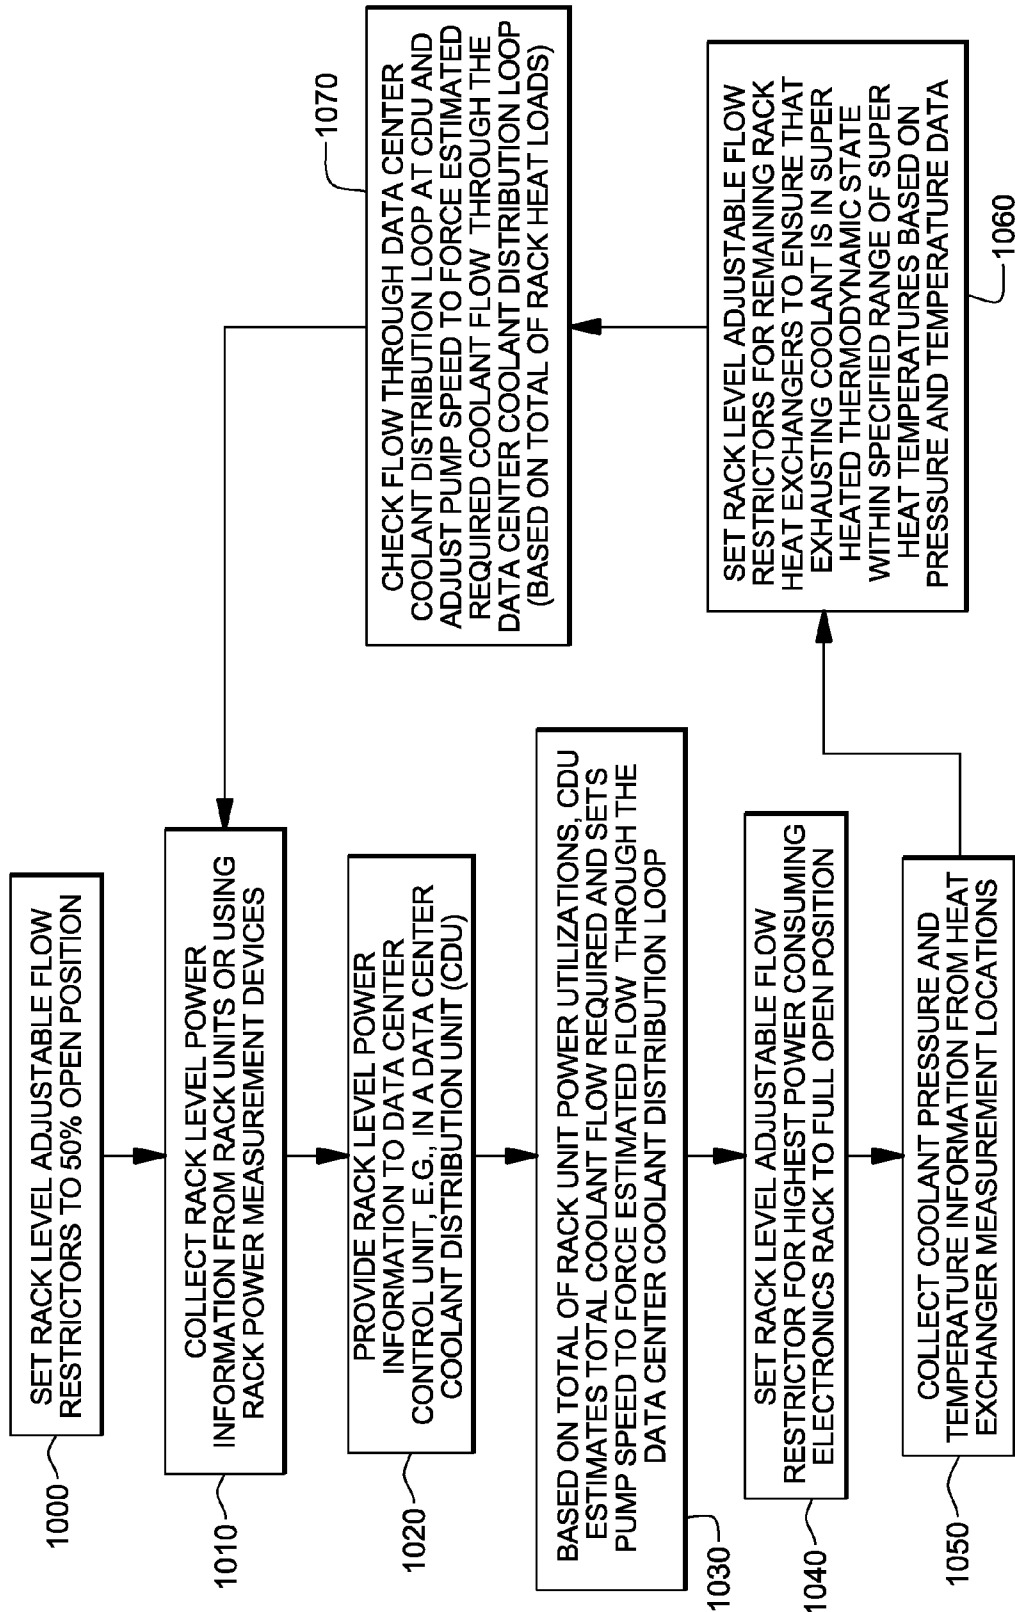 1000
SET RACK LEVEL ADJUSTABLE FLOW
RESTRICTORS TO 50% OPEN POSITION
1010
COLLECT RACK LEVEL POWER
INFORMATION FROM RACK UNITS OR USING
RACK POWER MEASUREMENT DEVICES
1020
PROVIDE RACK LEVEL POWER
INFORMATION TO DATA CENTER
CONTROL UNIT, E.G., IN A DATA CENTER
COOLANT DISTRIBUTION UNIT (CDU)
1030
BASED ON TOTAL OF RACK UNIT POWER UTILIZATIONS, CDU
ESTIMATES TOTAL COOLANT FLOW REQUIRED AND SETS
PUMP SPEED TO FORCE ESTIMATED FLOW THROUGH THE
DATA CENTER COOLANT DISTRIBUTION LOOP
1040
SET RACK LEVEL ADJUSTABLE FLOW
RESTRICTOR FOR HIGHEST POWER CONSUMING
ELECTRONICS RACK TO FULL OPEN POSITION
1050
COLLECT COOLANT PRESSURE AND
TEMPERATURE INFORMATION FROM HEAT
EXCHANGER MEASUREMENT LOCATIONS
SET RACK LEVEL ADJUSTABLE FLOW
RESTRICTORS FOR REMAINING RACK
HEAT EXCHANGERS TO ENSURE THAT
EXHAUSTING COOLANT IS IN SUPER
HEATED THERMODYNAMIC STATE
WITHIN SPECIFIED RANGE OF SUPER
HEAT TEMPERATURES BASED ON
PRESSURE AND TEMPERATURE DATA
1060
CHECK FLOW THROUGH DATA CENTER
COOLANT DISTRIBUTION LOOP AT CDU AND
ADJUST PUMP SPEED TO FORCE ESTIMATED
REQUIRED COOLANT FLOW THROUGH THE
DATA CENTER COOLANT DISTRIBUTION LOOP
(BASED ON TOTAL OF RACK HEAT LOADS)
1070